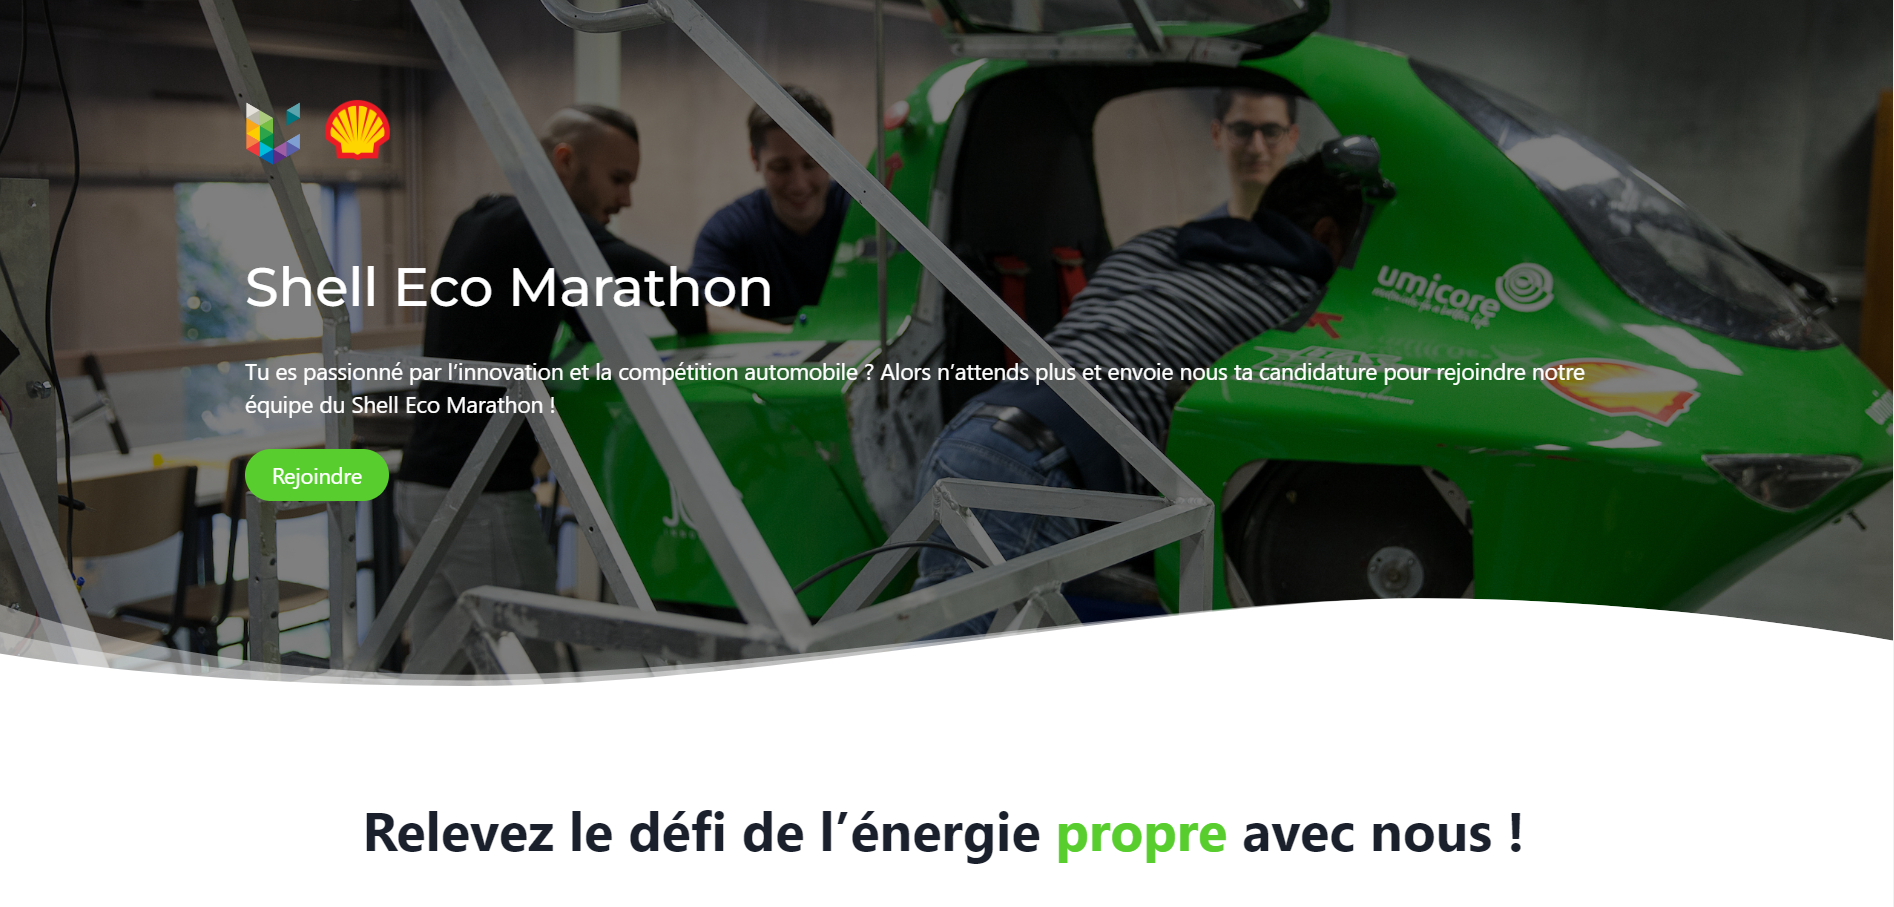 Shell Eco Marathon
umicore
Tu es passionné par l’innovation et la compétition automobile ? Alors n’attends plus et envoie nous ta candidature pour rejoindre notre
équipe du Shell Eco Marathon !
Rejoindre
Relevez le défi de l’énergie propre avec nous !